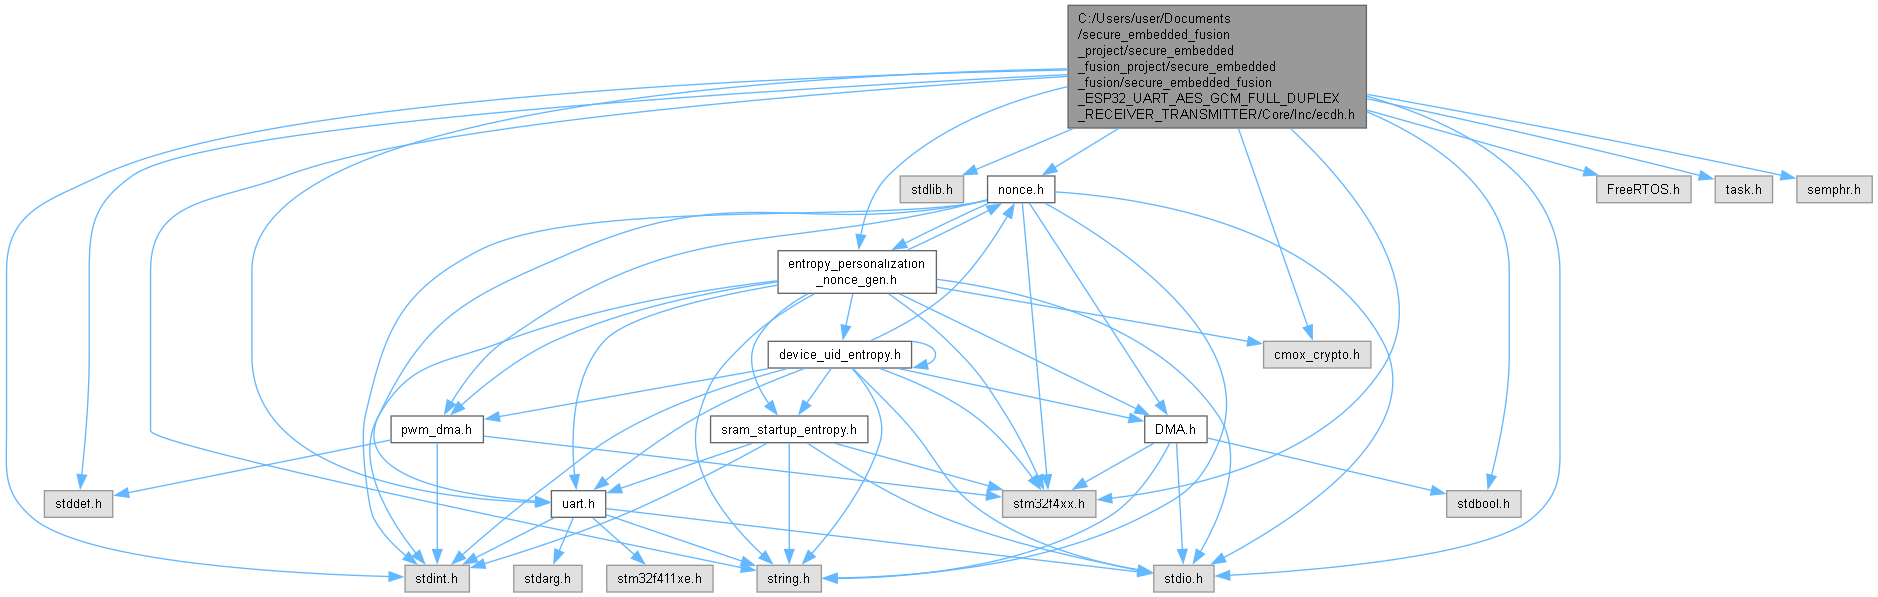 C:/Users/user/Documents
/secure_embedded_fusion
_project/secure_embedded
_fusion_project/secure_embedded
_fusion/secure_embedded_fusion
_ESP32_UART_AES_GCM_FULL_DUPLEX
_RECEIVER_TRANSMITTER/Core/Inc/ecdh.h
stdlib.h
nonce.h
FreeRTOS.h
task.h
semphr.h
entropy_personalization
_nonce_gen.h
device_uid_entropy.h
cmox_crypto.h
pwm_dma.h
sram_startup_entropy.h
DMA.h
stddef.h
uart.h
stm32f4xx.h
stdbool.h
stdint.h
stdarg.h
stm32f411xe.h
string.h
stdio.h